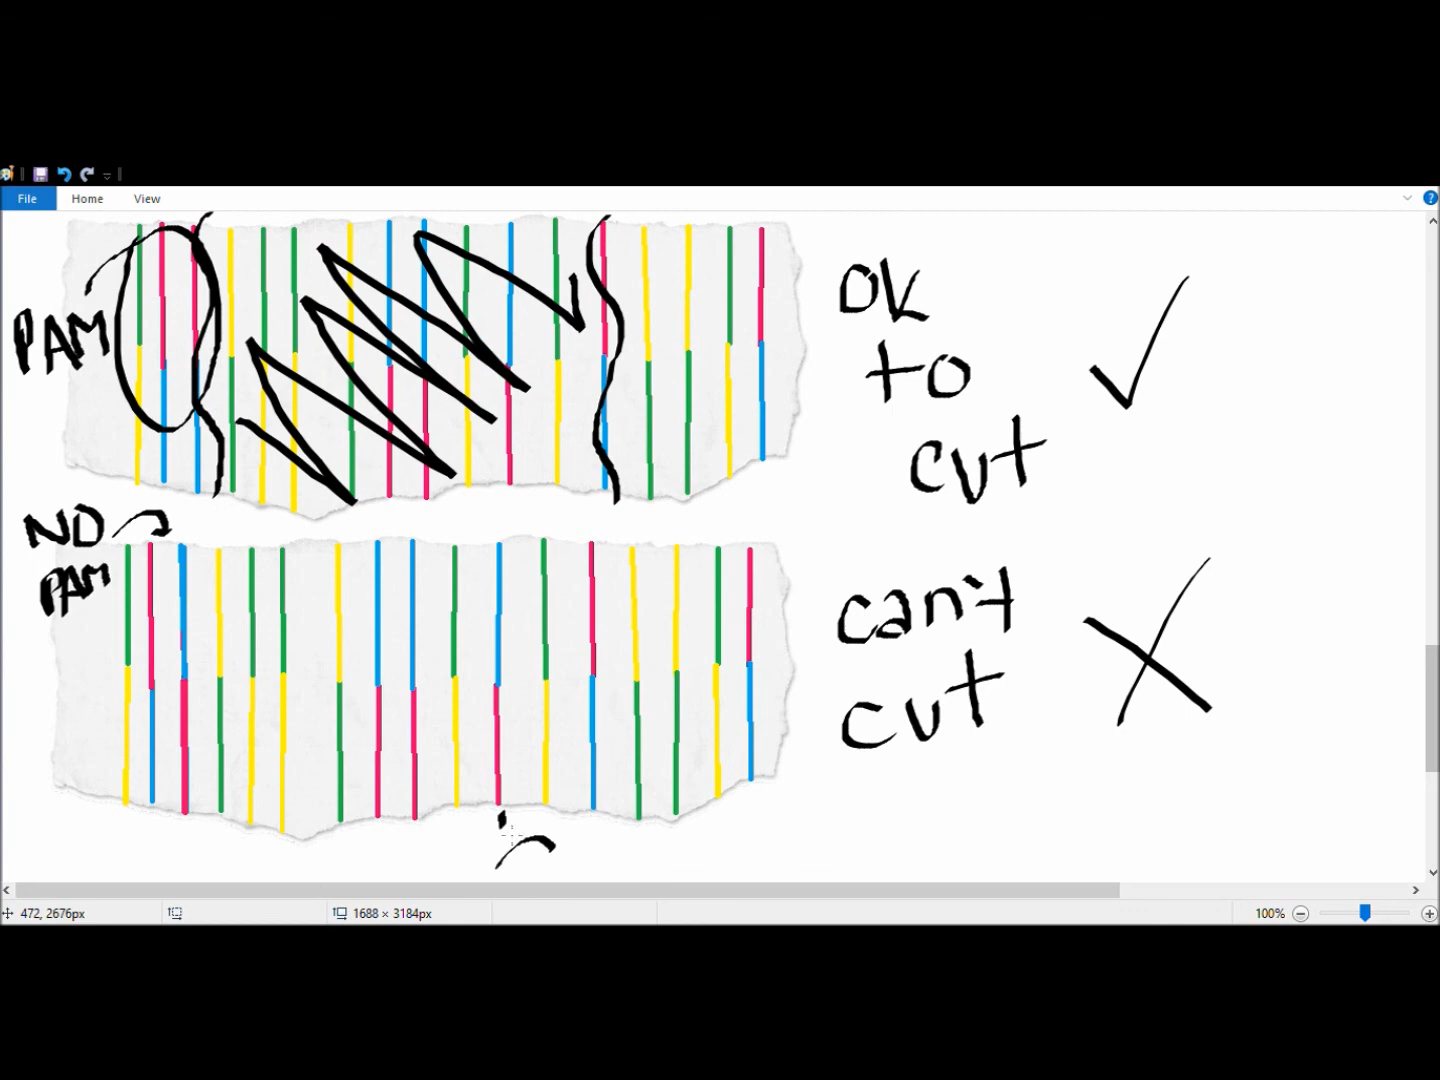 File Home View
PAM
OK
to
cut
NO
PAM
can't
cut
472, 2676px
1688 × 3184px
100%